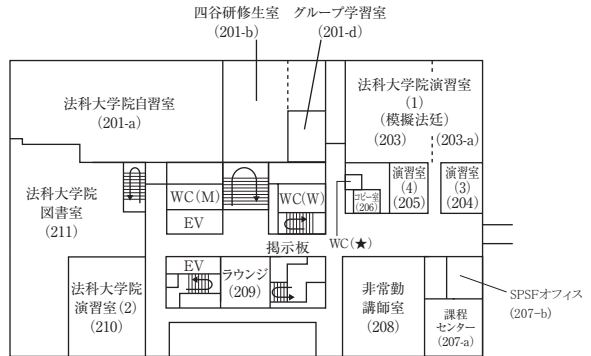 四谷研修生室
(201-b)
グループ学習室
(201-d)
法科大学院自習室
(201-a)
法科大学院演習室
(1)
(模擬法廷)
(203)
(203-a)
法科大学院
図書室
(211)
WC(M)
EV
WC(W)
コピー室
(206)
演習室
(4)
(205)
演習室
(3)
(204)
掲示板
WC(★)
EV
ラウンジ
(209)
法科大学院
演習室(2)
(210)
非常勤
講師室
(208)
SPSFオフィス
(207-b)
課程
センター
(207-a)